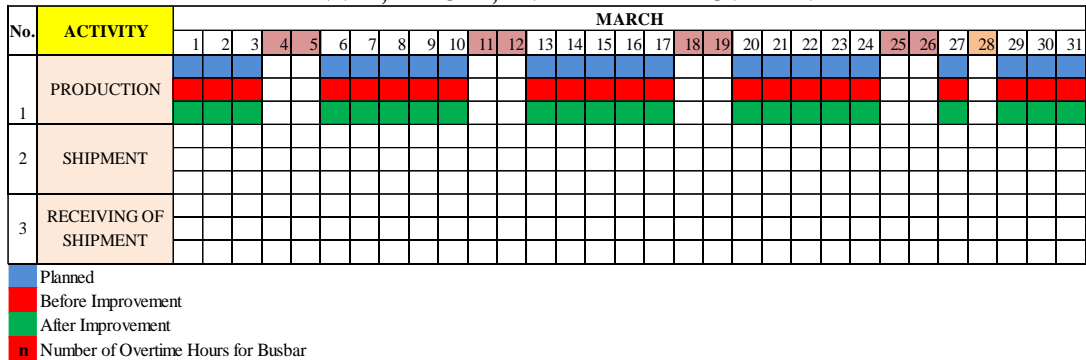 No. ACTIVITY MARCH
1 2 3 4 5 6 7 8 9 10 11 12 13 14 15 16 17 18 19 20 21 22 23 24 25 26 27 28 29 30 31
1 PRODUCTION
2 SHIPMENT
3 RECEIVING OF
SHIPMENT
Planned
Before Improvement
After Improvement
n Number of Overtime Hours for Busbar